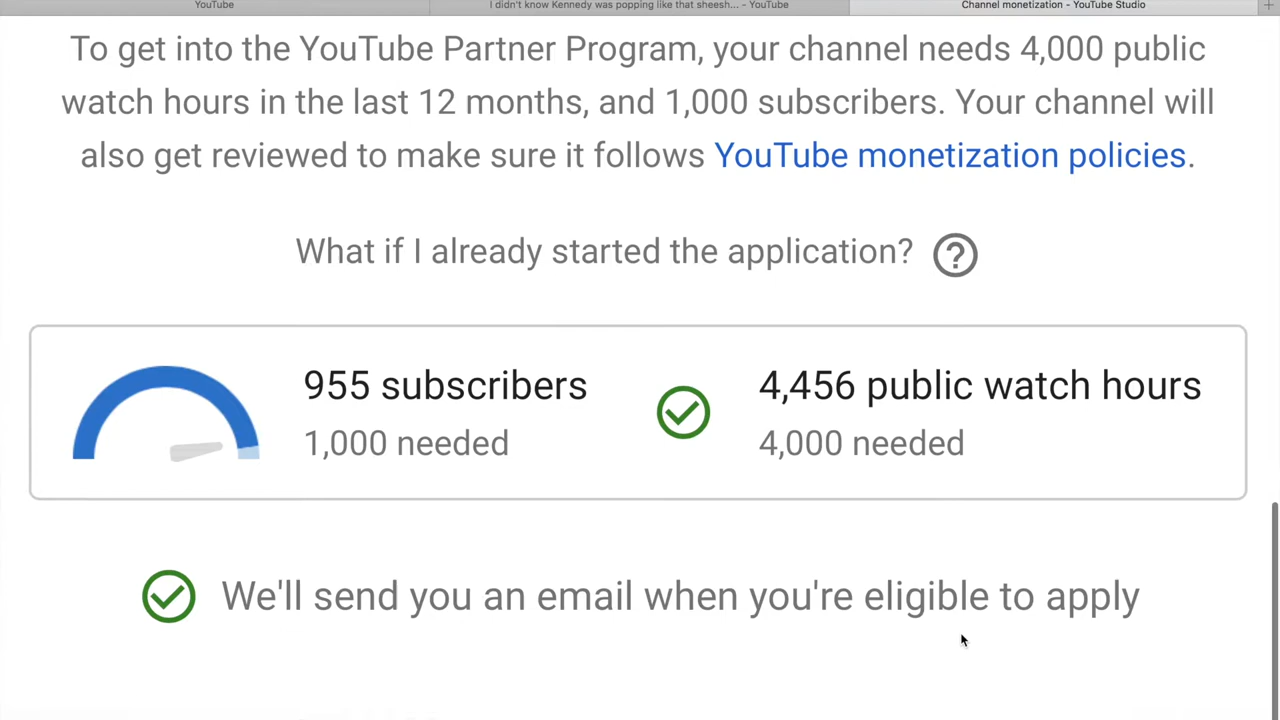 YouTube
I didn't know Kennedy was popping like that sheesh... - YouTube
Channel monetization - YouTube Studio
To get into the YouTube Partner Program, your channel needs 4,000 public
watch hours in the last 12 months, and 1,000 subscribers. Your channel will
also get reviewed to make sure it follows YouTube monetization policies.
What if I already started the application?
955 subscribers
1,000 needed
4,456 public watch hours
4,000 needed
We'll send you an email when you're eligible to apply